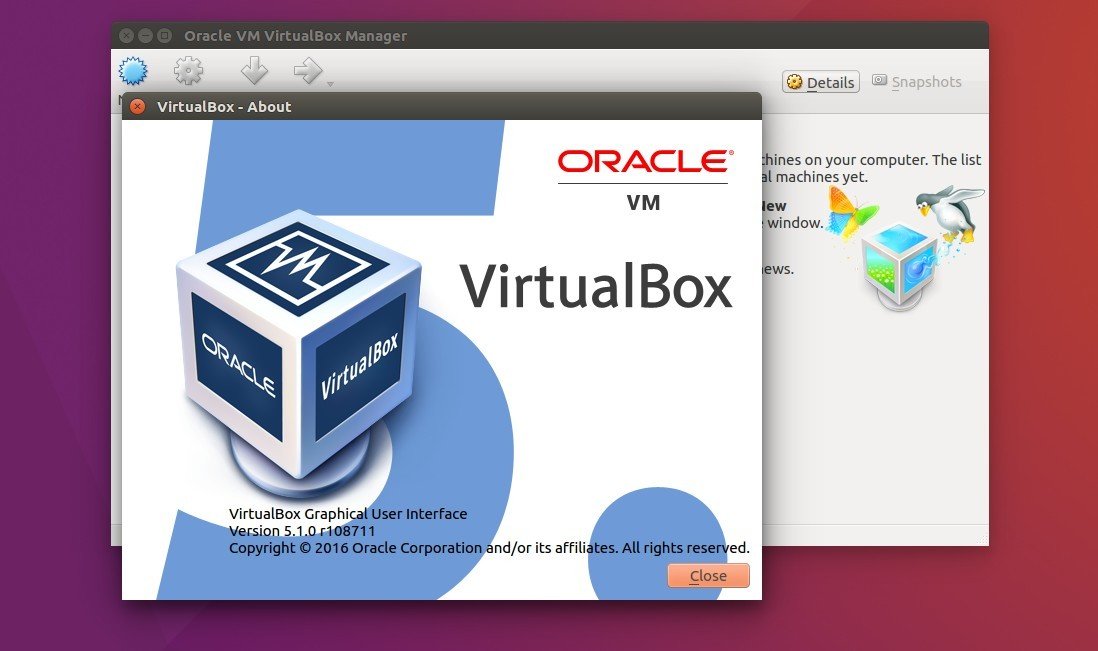 Oracle VM VirtualBox Manager
Details
Snapshots
VirtualBox - About
ORACLE®
VM
VirtualBox
ORACLE
VirtualBox
chines on your computer. The list
al machines yet.
New
window.
news.
5.
VirtualBox Graphical User Interface
Version 5.1.0 r108711
Copyright © 2016 Oracle Corporation and/or its affiliates. All rights reserved.
Close